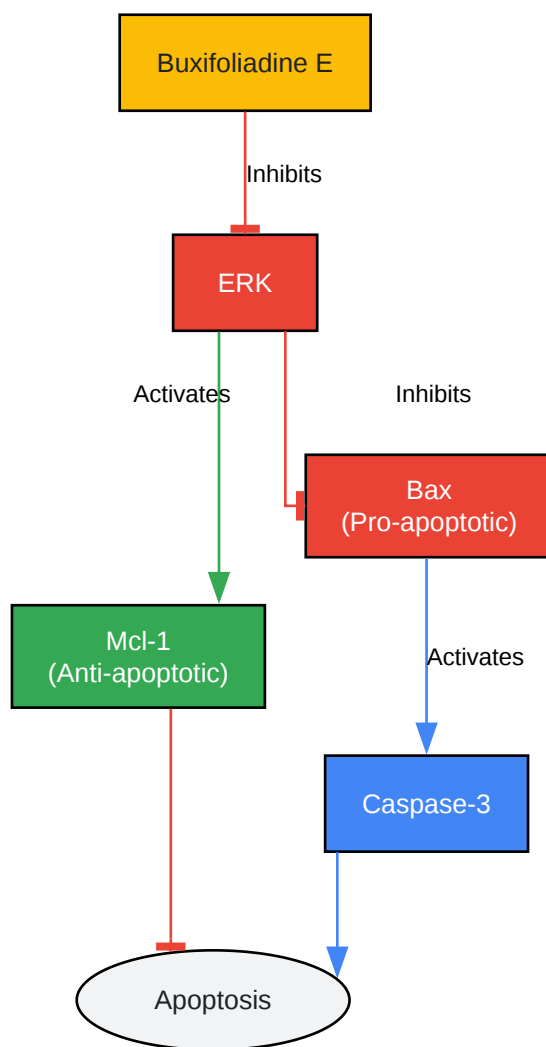 Buxifoliadine E
Inhibits
ERK
Activates
Inhibits
Bax
(Pro-apoptotic)
Mcl-1
(Anti-apoptotic)
Activates
Caspase-3
Apoptosis